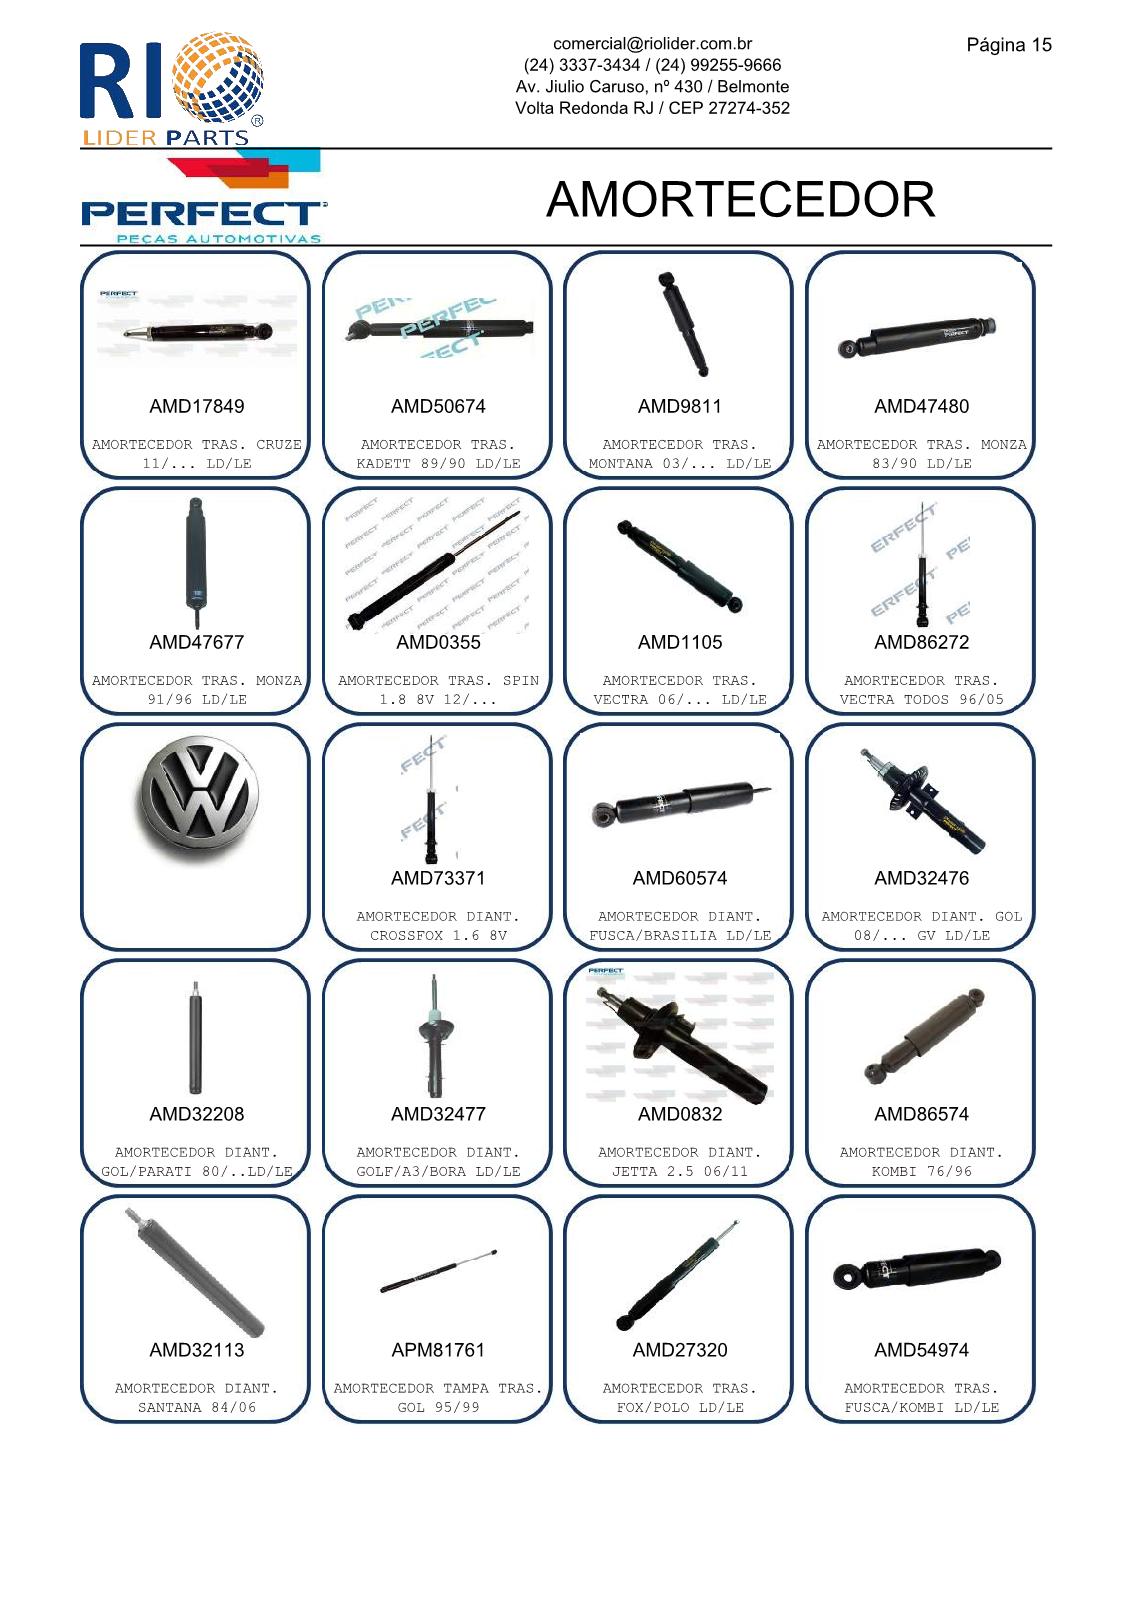 RIO
LIDER PARTS
®
comercial@riolider.com.br
(24) 3337-3434 / (24) 99255-9666
Av. Jiulio Caruso, nº 430 / Belmonte
Volta Redonda RJ / CEP 27274-352
Página 15
PERFECT
PEÇAS AUTOMOTIVAS
AMORTECEDOR
AMD17849
AMORTECEDOR TRAS. CRUZE
11/... LD/LE
AMD50674
AMORTECEDOR TRAS.
KADETT 89/90 LD/LE
AMD9811
AMORTECEDOR TRAS.
MONTANA 03/... LD/LE
AMD47480
AMORTECEDOR TRAS. MONZA
83/90 LD/LE
AMD47677
AMORTECEDOR TRAS. MONZA
91/96 LD/LE
AMD0355
AMORTECEDOR TRAS. SPIN
1.8 8V 12/...
AMD1105
AMORTECEDOR TRAS.
VECTRA 06/... LD/LE
AMD86272
AMORTECEDOR TRAS.
VECTRA TODOS 96/05
AMD73371
AMORTECEDOR DIANT.
CROSSFOX 1.6 8V
AMD60574
AMORTECEDOR DIANT.
FUSCA/BRASILIA LD/LE
AMD32476
AMORTECEDOR DIANT. GOL
08/... GV LD/LE
AMD32208
AMORTECEDOR DIANT.
GOL/PARATI 80/..LD/LE
AMD32477
AMORTECEDOR DIANT.
GOLF/A3/BORA LD/LE
AMD0832
AMORTECEDOR DIANT.
JETTA 2.5 06/11
AMD86574
AMORTECEDOR DIANT.
KOMBI 76/96
AMD32113
AMORTECEDOR DIANT.
SANTANA 84/06
APM81761
AMORTECEDOR TAMPA TRAS.
GOL 95/99
AMD27320
AMORTECEDOR TRAS.
FOX/POLO LD/LE
AMD54974
AMORTECEDOR TRAS.
FUSCA/KOMBI LD/LE